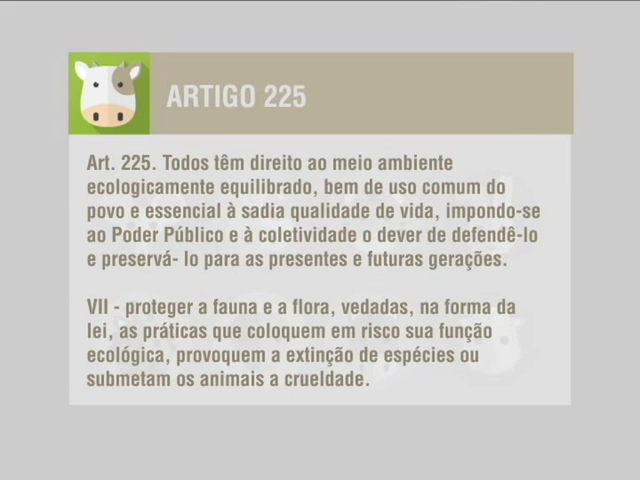 ARTIGO 225
Art. 225. Todos têm direito ao meio ambiente
ecologicamente equilibrado, bem de uso comum do
povo e essencial à sadia qualidade de vida, impondo-se
ao Poder Público e à coletividade o dever de defendê-lo
e preservá- lo para as presentes e futuras gerações.
VII - proteger a fauna e a flora, vedadas, na forma da
lei, as práticas que coloquem em risco sua função
ecológica, provoquem a extinção de espécies ou
submetam os animais a crueldade.